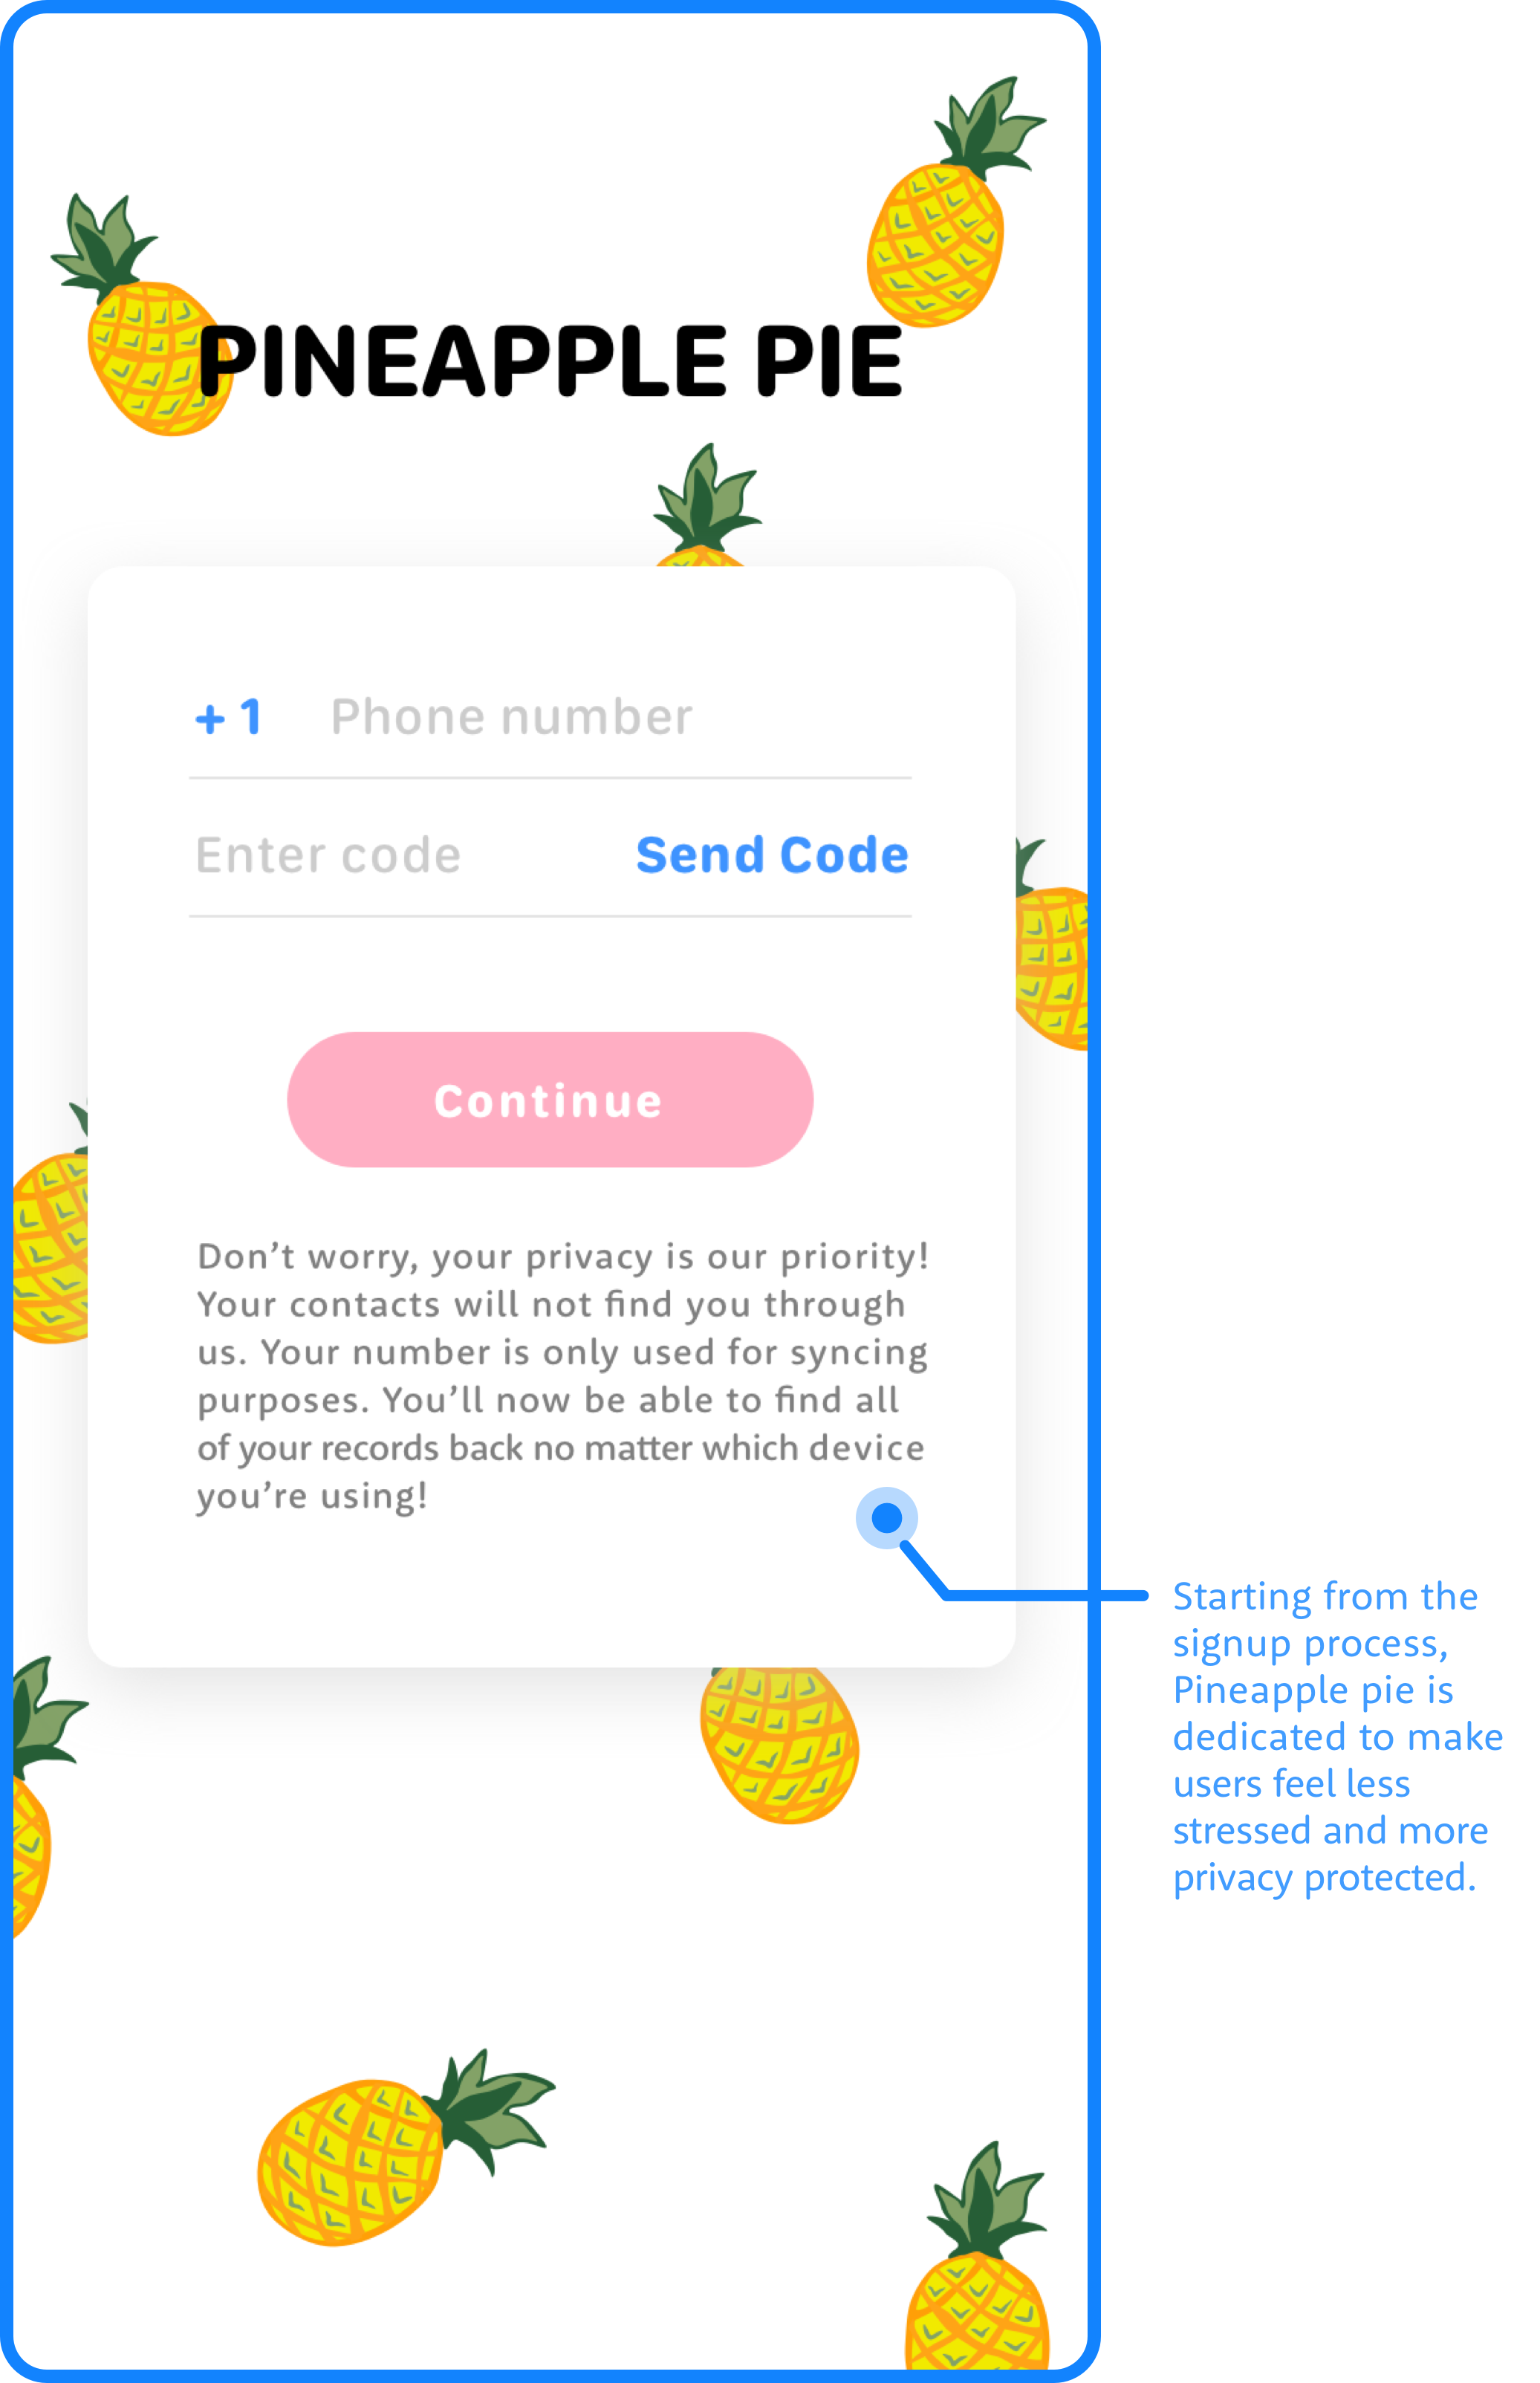 PINEAPPLE PIE
+ 1 Phone number
Enter code Send Code
Continue
Don’t worry, your privacy is our priority!
Your contacts will not find you through
us. Your number is only used for syncing
purposes. You’ll now be able to find all
of your records back no matter which device
you’re using!
Starting from the
signup process,
Pineapple pie is
dedicated to make
users feel less
stressed and more
privacy protected.